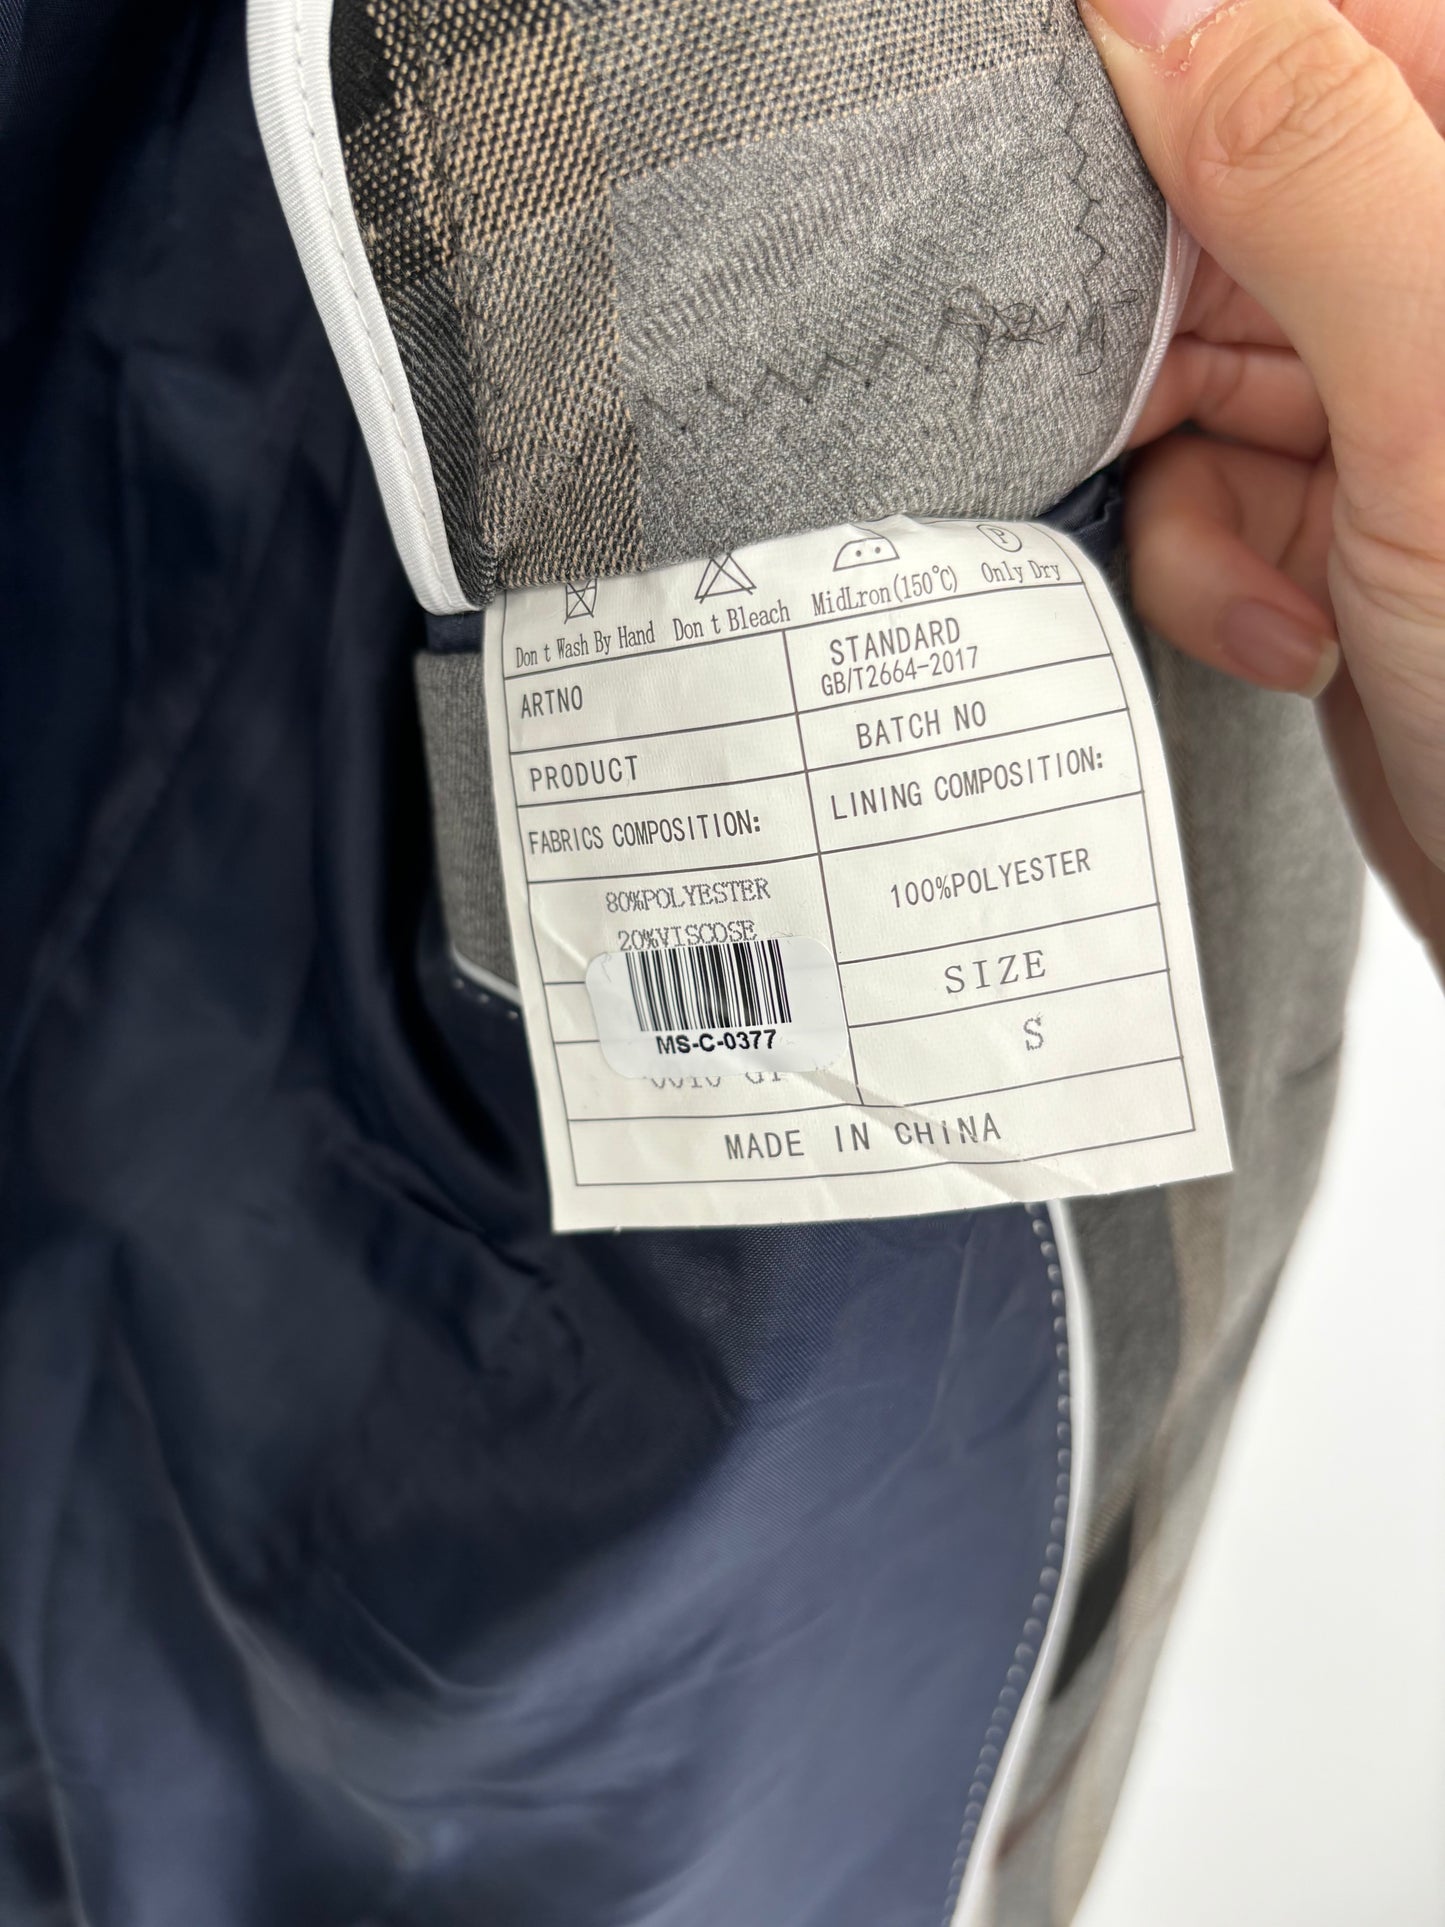 P
Don t Wash By Hand Don t Bleach MidLron(150℃) Only Dry
ARTNO
STANDARD
GB/T2664-2017
PRODUCT
BATCH NO
FABRICS COMPOSITION:
LINING COMPOSITION:
80%POLYESTER
20%VISCOSE
100%POLYESTER
SIZE
S
MS-C-0377
MADE IN CHINA